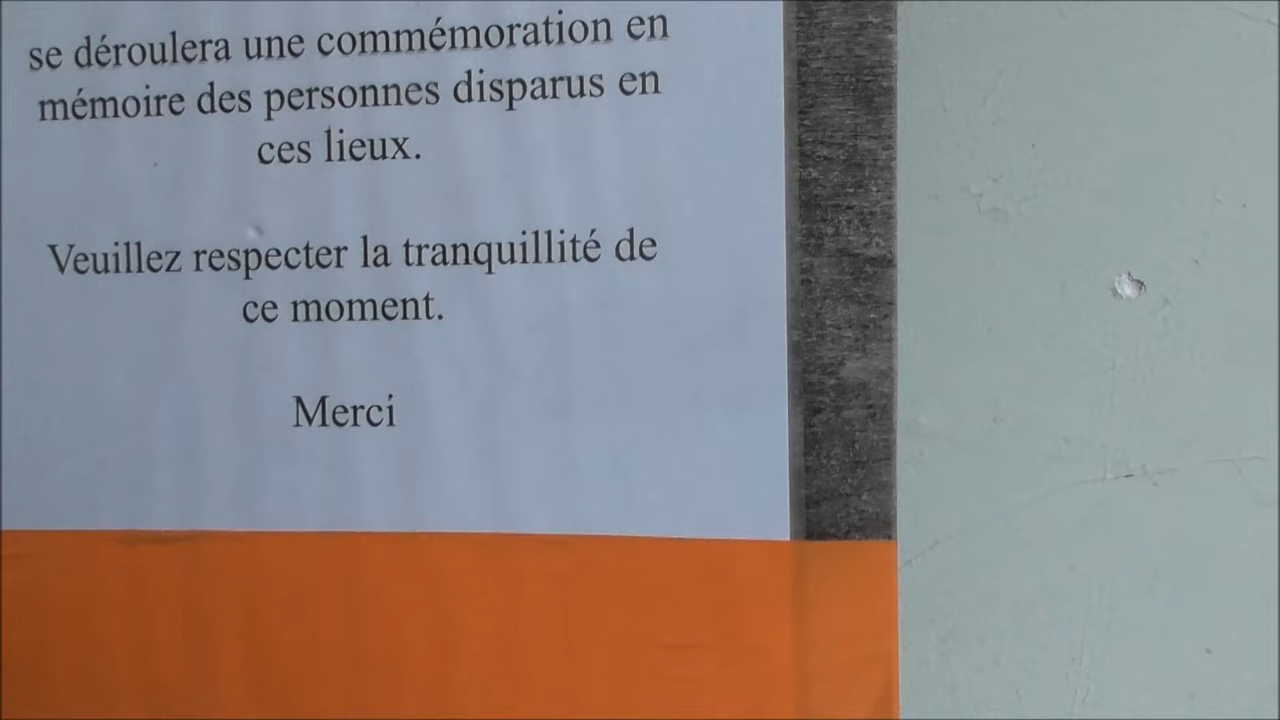 se déroulera une commémoration en
mémoire des personnes disparus en
ces lieux.
Veuillez respecter la tranquillité de
ce moment.
Merci